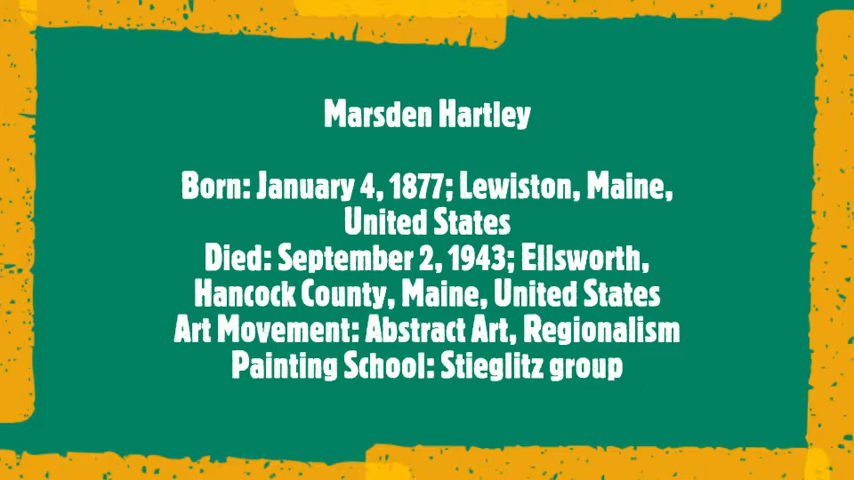 Marsden Hartley
Born: January 4, 1877; Lewiston, Maine,
United States
Died: September 2, 1943; Ellsworth,
Hancock County, Maine, United States
Art Movement: Abstract Art, Regionalism
Painting School: Stieglitz group